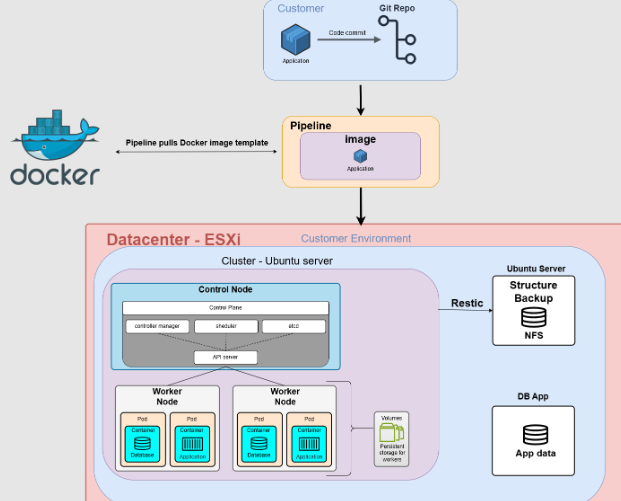 Customer
Git Repo
Code commit
Application
Pipeline
image
Application
Pipeline pulls Docker image template
docker
Datacenter - ESXi
Customer Environment
Cluster - Ubuntu server
Control Node
Control Plane
controller manager
sheduler
etcd
API server
Worker
Node
Pod
Container
Database
Pod
Container
Application
Worker
Node
Pod
Container
Database
Pod
Container
Application
Volumes
Persistent
storage for
workers
Restic
Ubuntu Server
Structure
Backup
NFS
DB App
App data